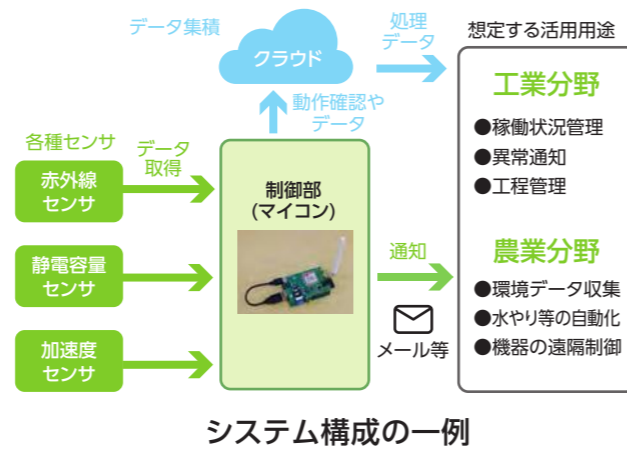 データ集積
クラウド
処理
データ
動作確認や
データ
各種センサ
データ
取得
赤外線
センサ
静電容量
センサ
加速度
センサ
制御部
(マイコン)
通知
メール等
想定する活用用途
工業分野
●稼働状況管理
●異常通知
●工程管理
農業分野
●環境データ収集
●水やり等の自動化
●機器の遠隔制御
システム構成の一例